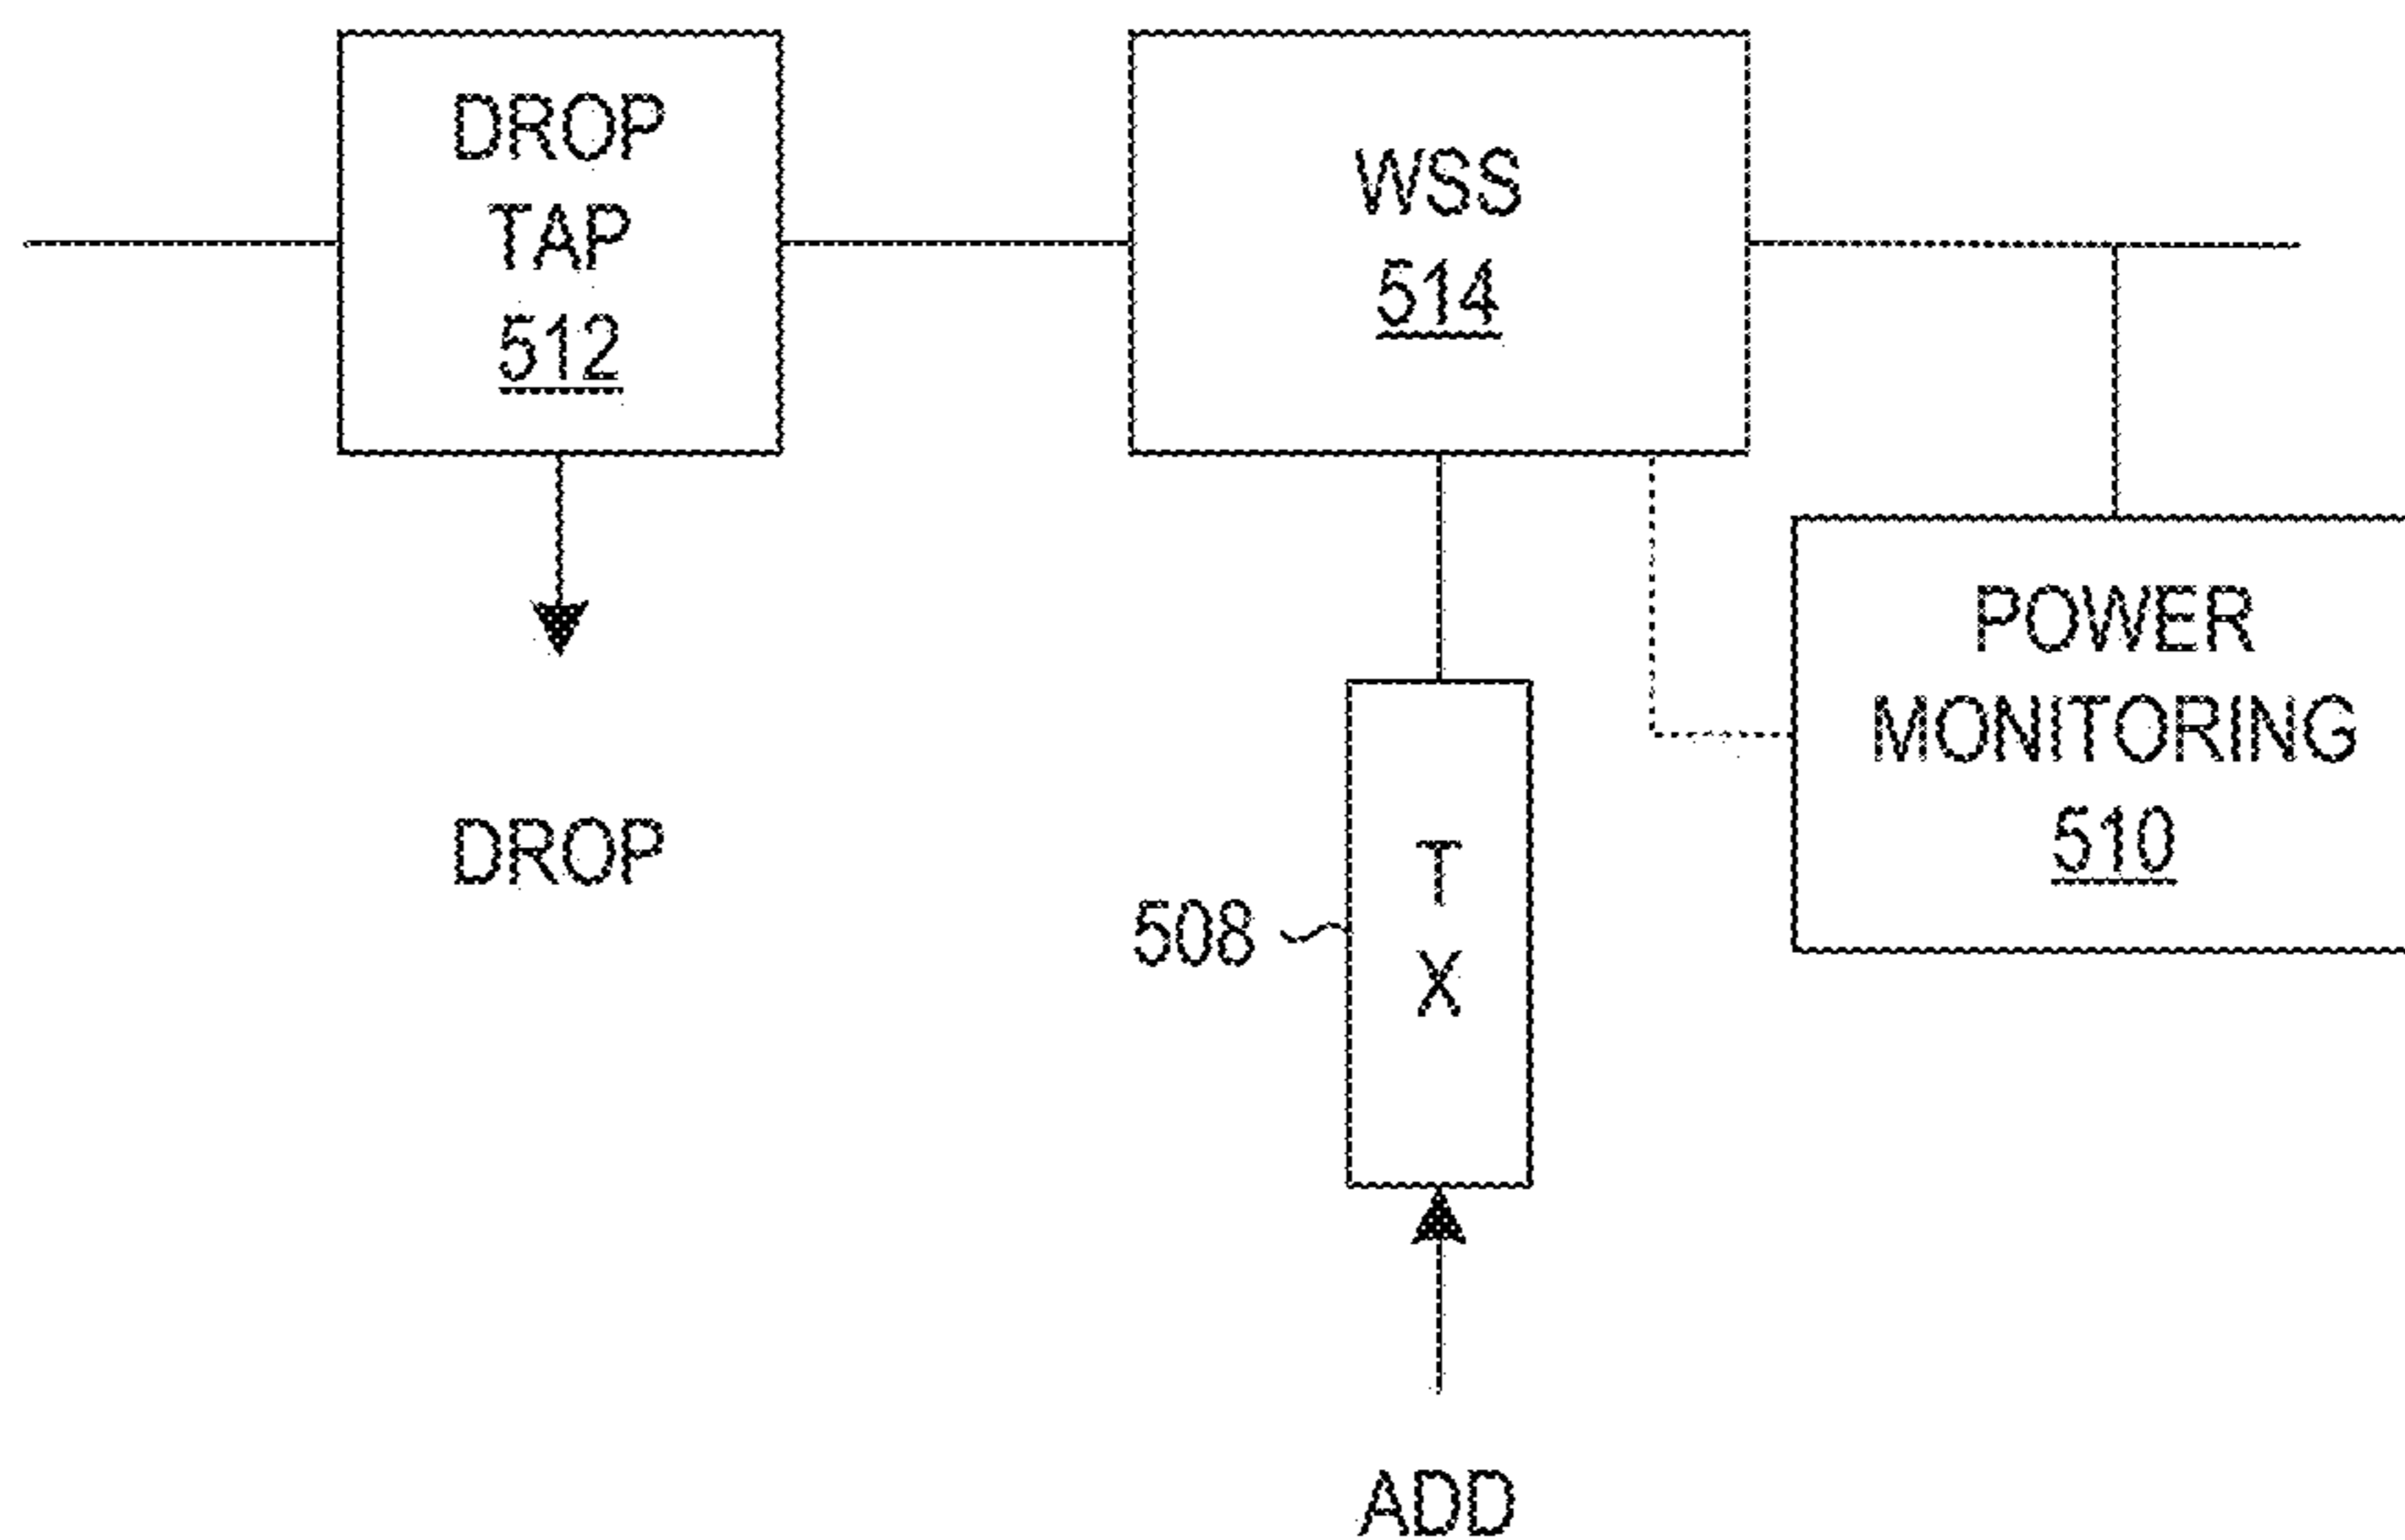 DROP
TAP
512
WSS
514
POWER
MONITORING
510
DROP
508
T
X
ADD